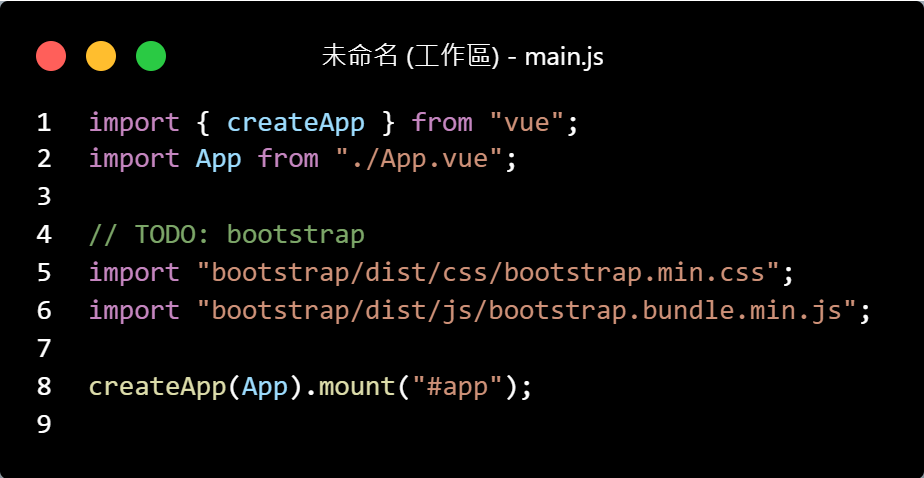 未命名 (工作區) - main.js
1 import { createApp } from "vue";
2 import App from "./App.vue";
3
4 // TODO: bootstrap
5 import "bootstrap/dist/css/bootstrap.min.css";
6 import "bootstrap/dist/js/bootstrap.bundle.min.js";
7
8 createApp(App).mount("#app");
9